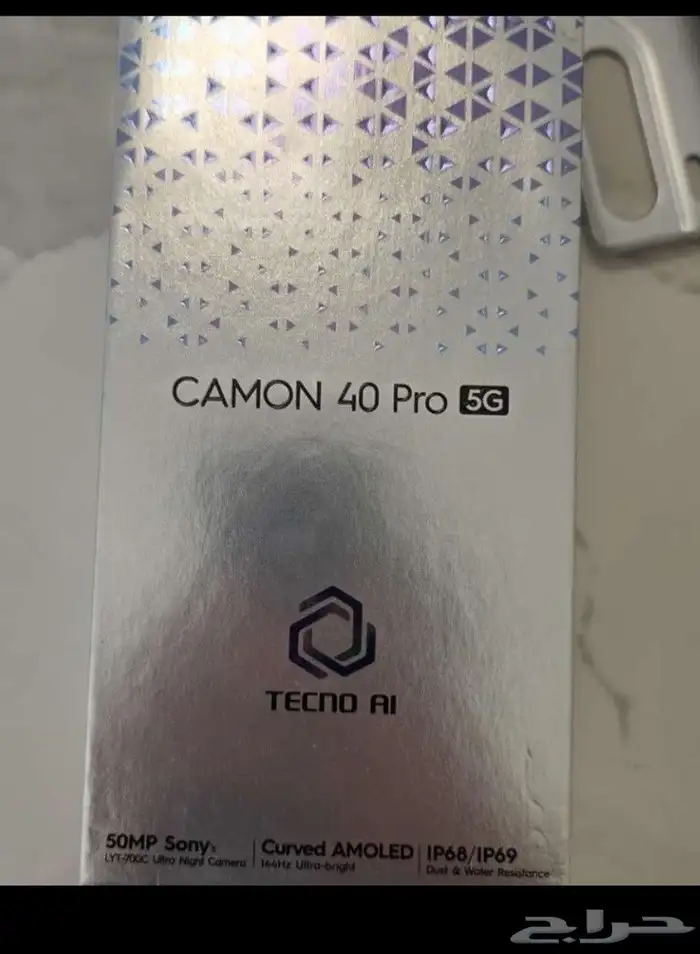 CAMON 40 Pro 5G
TECNO AI
50MP Sony's
LYT-700C Ultra Night Camera
Curved AMOLED
144Hz Ultra-bright
IP68/IP69
Dust & Water Resistance
حراج